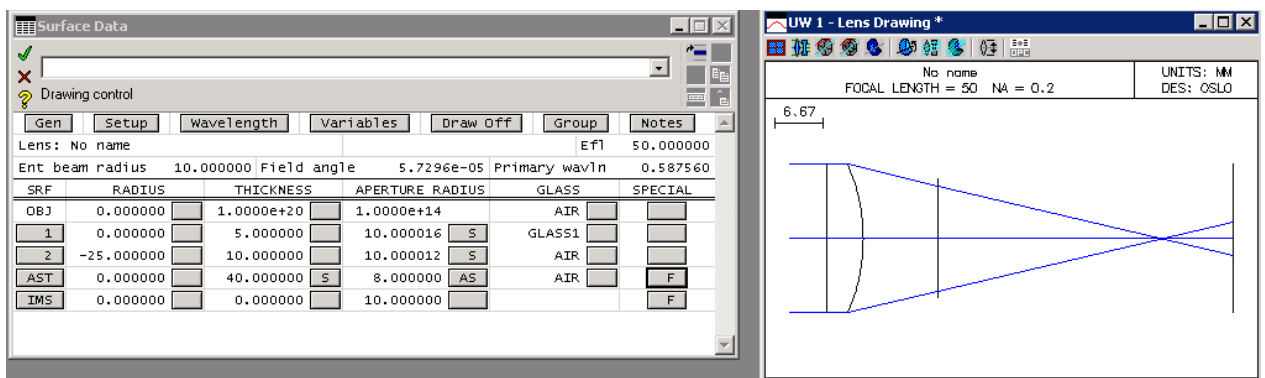 Surface Data
Drawing control
Gen Setup Wavelength Variables Draw Off Group Notes
Lens: No name Efl 50.000000
Ent beam radius 10.000000 Field angle 5.7296e-05 Primary wavln 0.587560
SRF RADIUS THICKNESS APERTURE RADIUS GLASS SPECIAL
OBJ 0.000000 1.0000e+20 1.0000e+14 AIR
1 0.000000 5.000000 10.000016 S GLASS1
2 -25.000000 10.000000 10.000012 S AIR
AST 0.000000 40.000000 S 8.000000 AS AIR F
IMS 0.000000 0.000000 10.000000 F
UW 1 - Lens Drawing *
No name
FOCAL LENGTH = 50 NA = 0.2
UNITS: MM
DES: OSLO
6.67